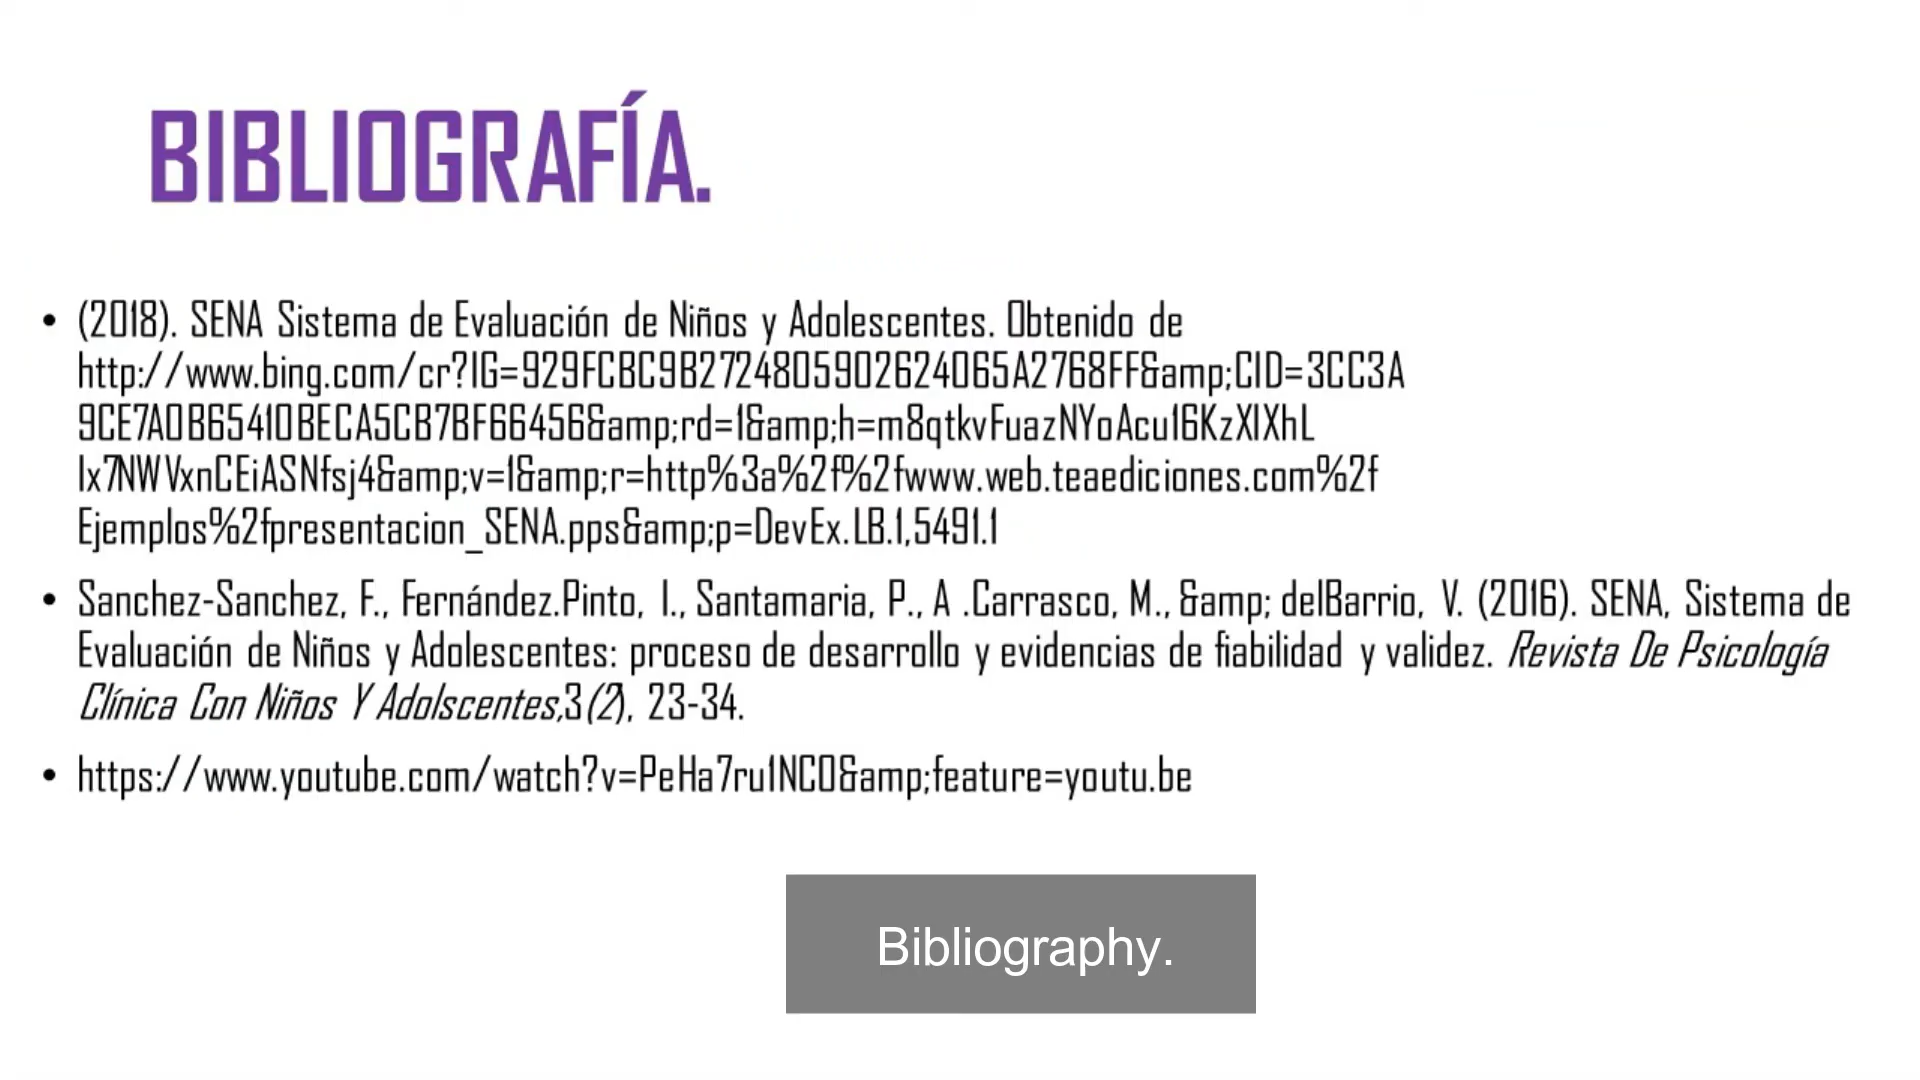 BIBLIOGRAFÍA.
• (2018). SENA Sistema de Evaluación de Niños y Adolescentes. Obtenido de
http://www.bing.com/cr?IG=929FCBC9B2724805902624065A2768FF&amp;CID=3CC3A
9CE7A0B65410BECA5CB7BF66456&amp;rd=1&amp;h=m8qtkvFuazNYoAcu16KzXIXhL
Ix7NWVxnCEiASNfsj4&amp;v=1&amp;r=http%3a%2f%2fwww.web.teaediciones.com%2f
Ejemplos%2fpresentacion_SENA.pps&amp;p=DevEx.LB.1,5491.1
• Sanchez-Sanchez, F., Fernández.Pinto, I., Santamaria, P., A .Carrasco, M., &amp; delBarrio, V. (2016). SENA, Sistema de
Evaluación de Niños y Adolescentes: proceso de desarrollo y evidencias de fiabilidad y validez. Revista De Psicología
Clínica Con Niños Y Adolscentes,3(2), 23-34.
• https://www.youtube.com/watch?v=PeHa7ru1NC0&amp;feature=youtu.be
Bibliography.